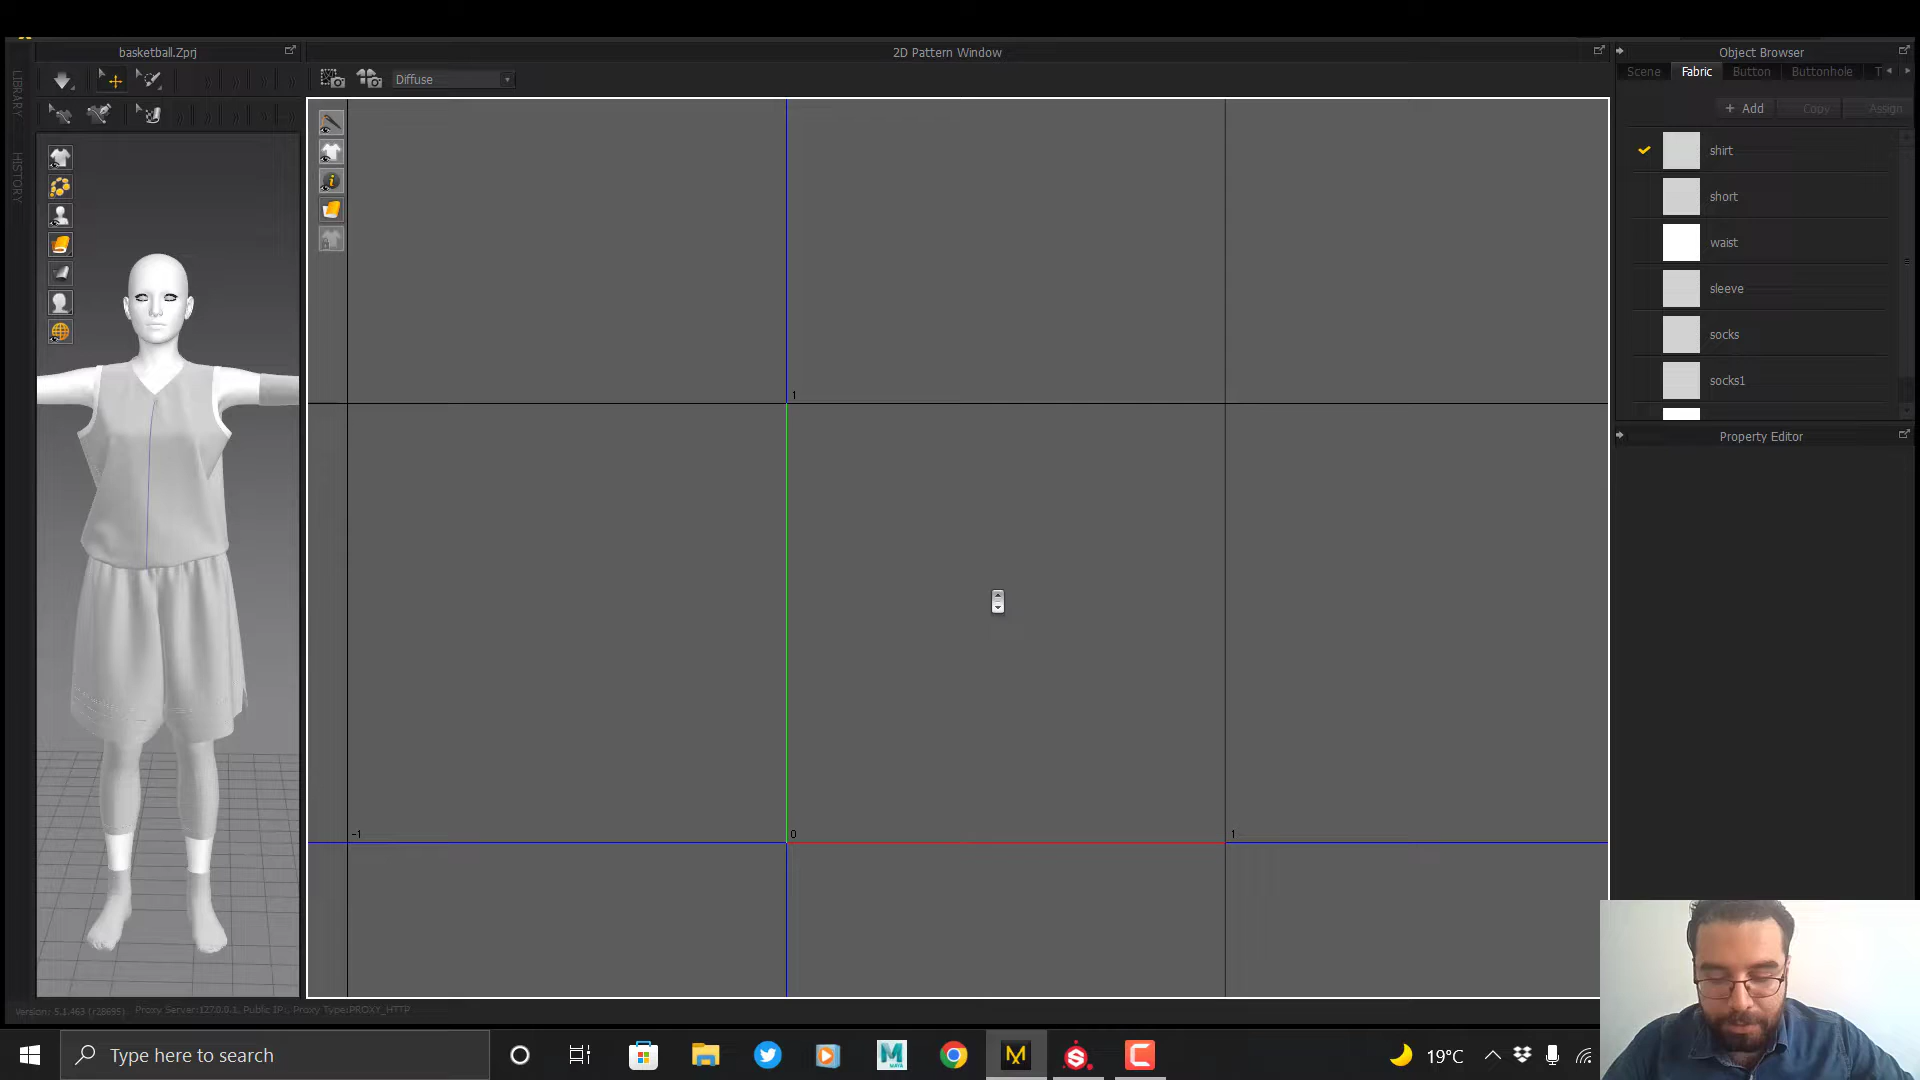 basketball.Zprj
2D Pattern Window
Object Browser
LIBRARY
HISTORY
Diffuse
Scene
Fabric
Button
Buttonhole
T
+ Add
Copy
Assign
shirt
short
waist
sleeve
socks
socks1
Property Editor
1
-1
0
1
Version: 5.1.463 (r28695)
Proxy Server:127.0.0.1, Public IP:, Proxy Type:PROXY_HTTP
Type here to search
MAYA
19°C